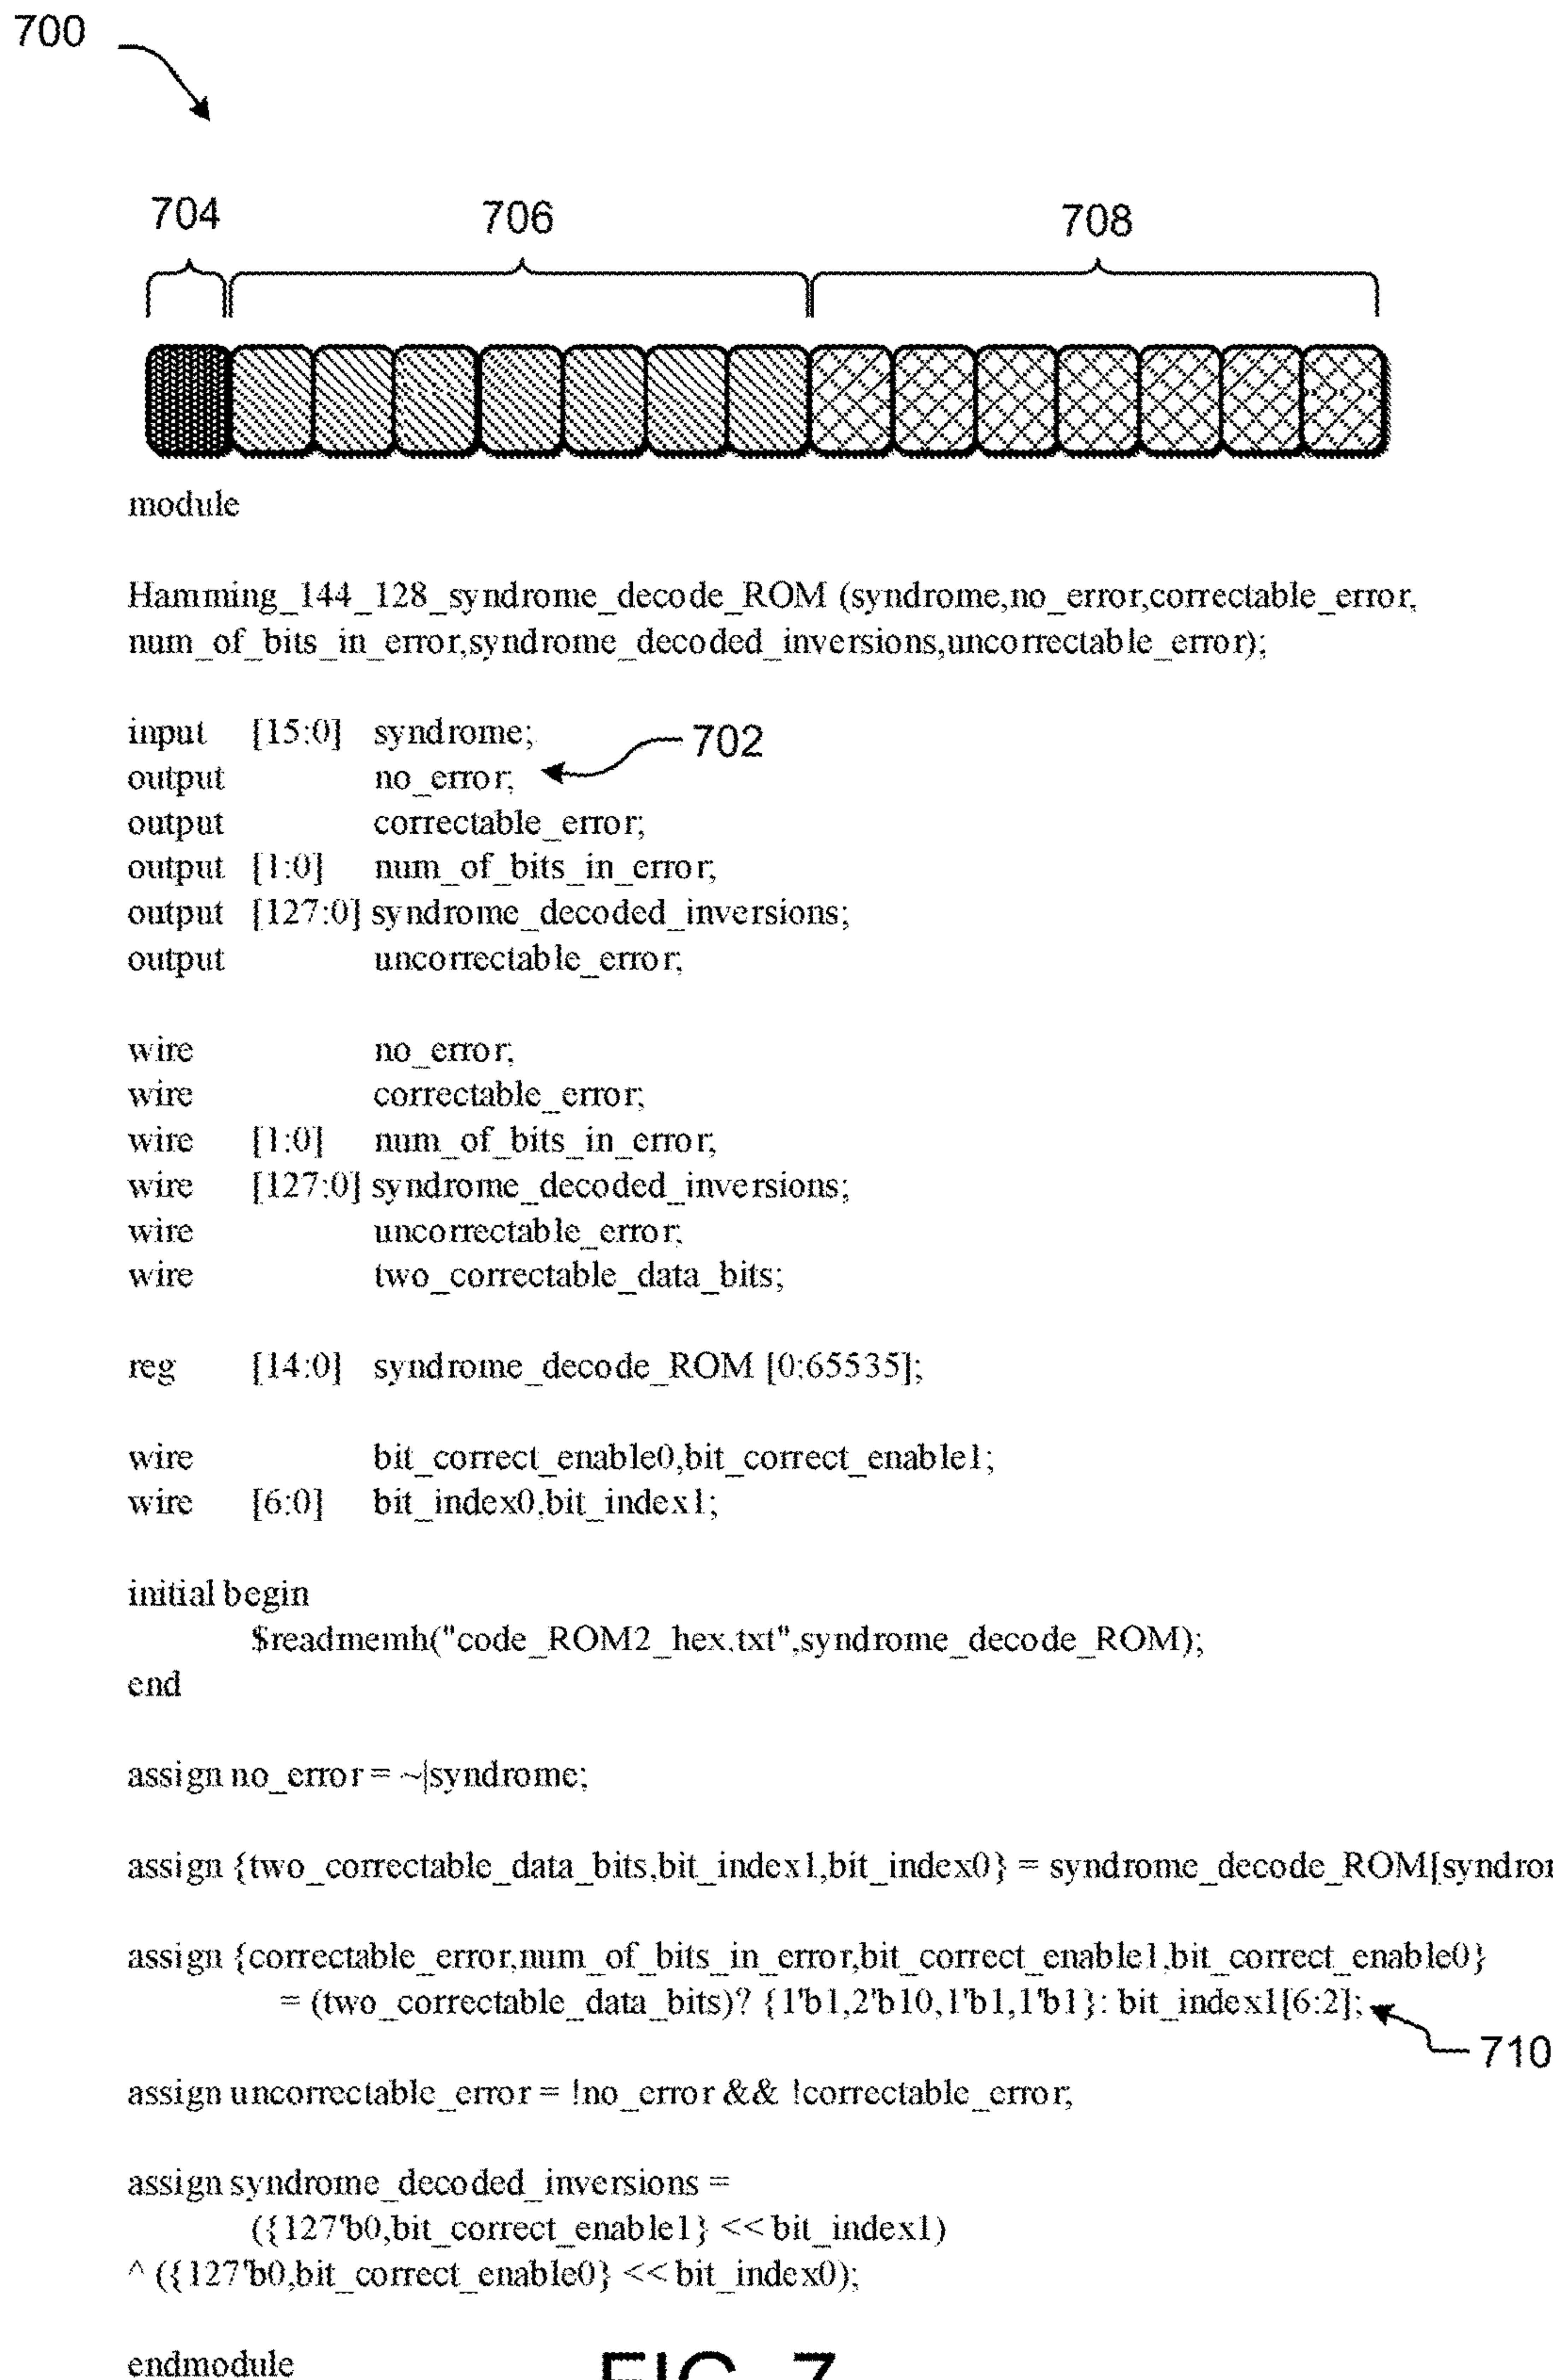 700
704 706 708
module
Hamming_144_128_syndrome_decode_ROM (syndrome,no_error,correctable_error,
num_of_bits_in_error,syndrome_decoded_inversions,uncorrectable_error);
input [15:0] syndrome;
702
output no_error;
output correctable_error;
output [1:0] num_of_bits_in_error;
output [127:0] syndrome_decoded_inversions;
output uncorrectable_error;
wire no_error;
wire correctable_error;
wire [1:0] num_of_bits_in_error;
wire [127:0] syndrome_decoded_inversions;
wire uncorrectable_error;
wire two_correctable_data_bits;
reg [14:0] syndrome_decode_ROM [0:65535];
wire bit_correct_enable0,bit_correct_enable1;
wire [6:0] bit_index0,bit_index1;
initial begin
$readmemh("code_ROM2_hex.txt",syndrome_decode_ROM);
end
assign no_error = ~|syndrome;
assign {two_correctable_data_bits,bit_index1,bit_index0} = syndrome_decode_ROM[syndro
assign {correctable_error,num_of_bits_in_error,bit_correct_enable1,bit_correct_enable0}
= (two_correctable_data_bits)? {1'b1,2'b10,1'b1,1'b1}: bit_index1[6:2];
710
assign uncorrectable_error = !no_error && !correctable_error;
assign syndrome_decoded_inversions =
({127'b0,bit_correct_enable1} << bit_index1)
^ ({127'b0,bit_correct_enable0} << bit_index0);
endmodule
FIG. 7